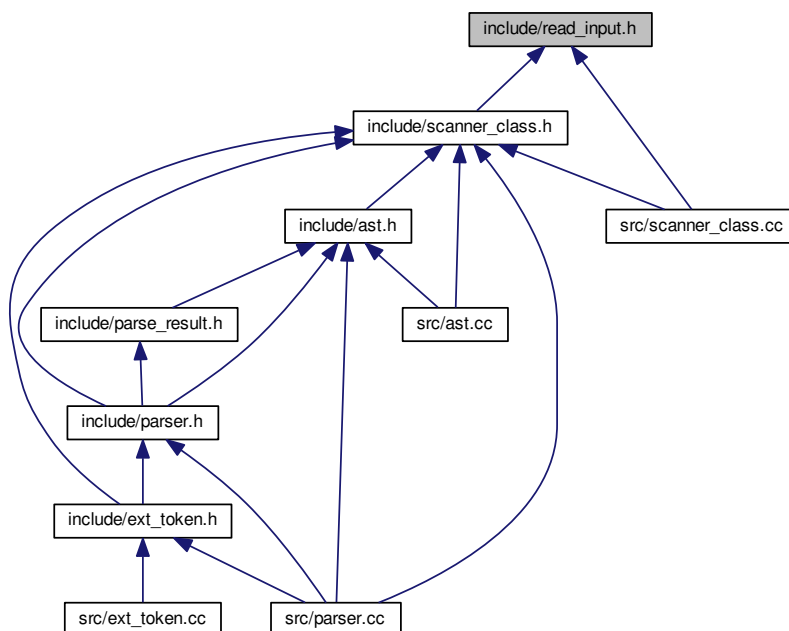 include/read_input.h
include/scanner_class.h
include/ast.h
src/scanner_class.cc
include/parse_result.h
src/ast.cc
include/parser.h
include/ext_token.h
src/ext_token.cc
src/parser.cc